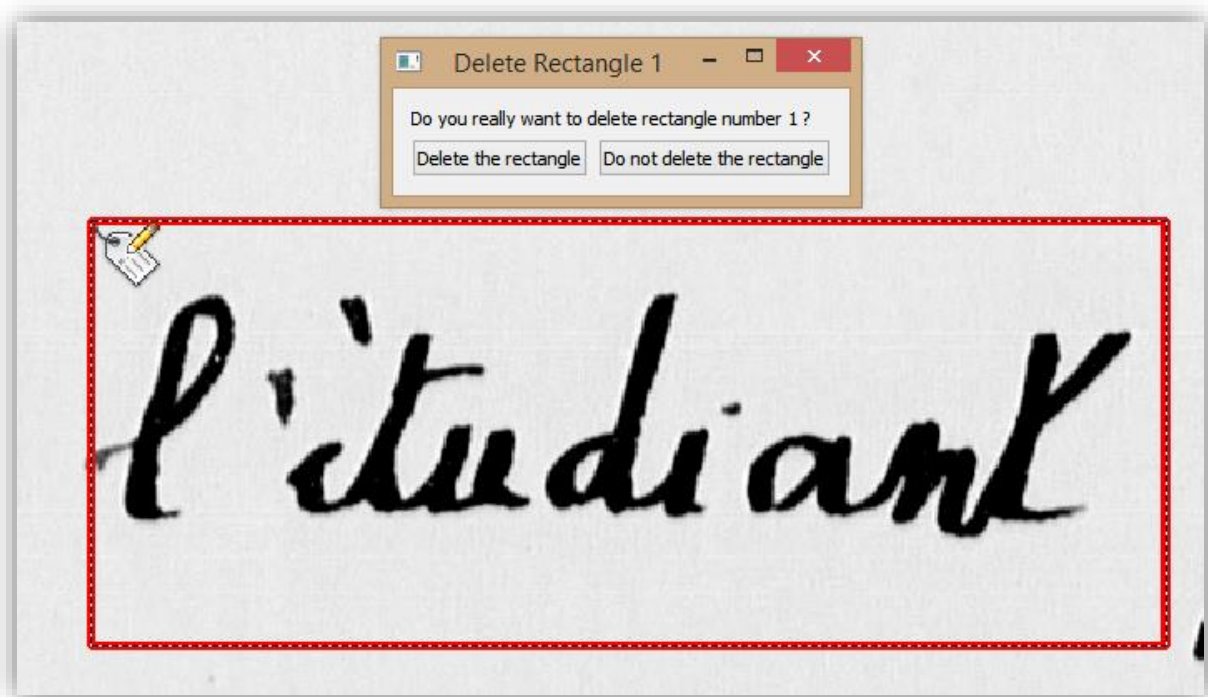 Delete Rectangle 1
Do you really want to delete rectangle number 1 ?
Delete the rectangle Do not delete the rectangle
l'étudiant